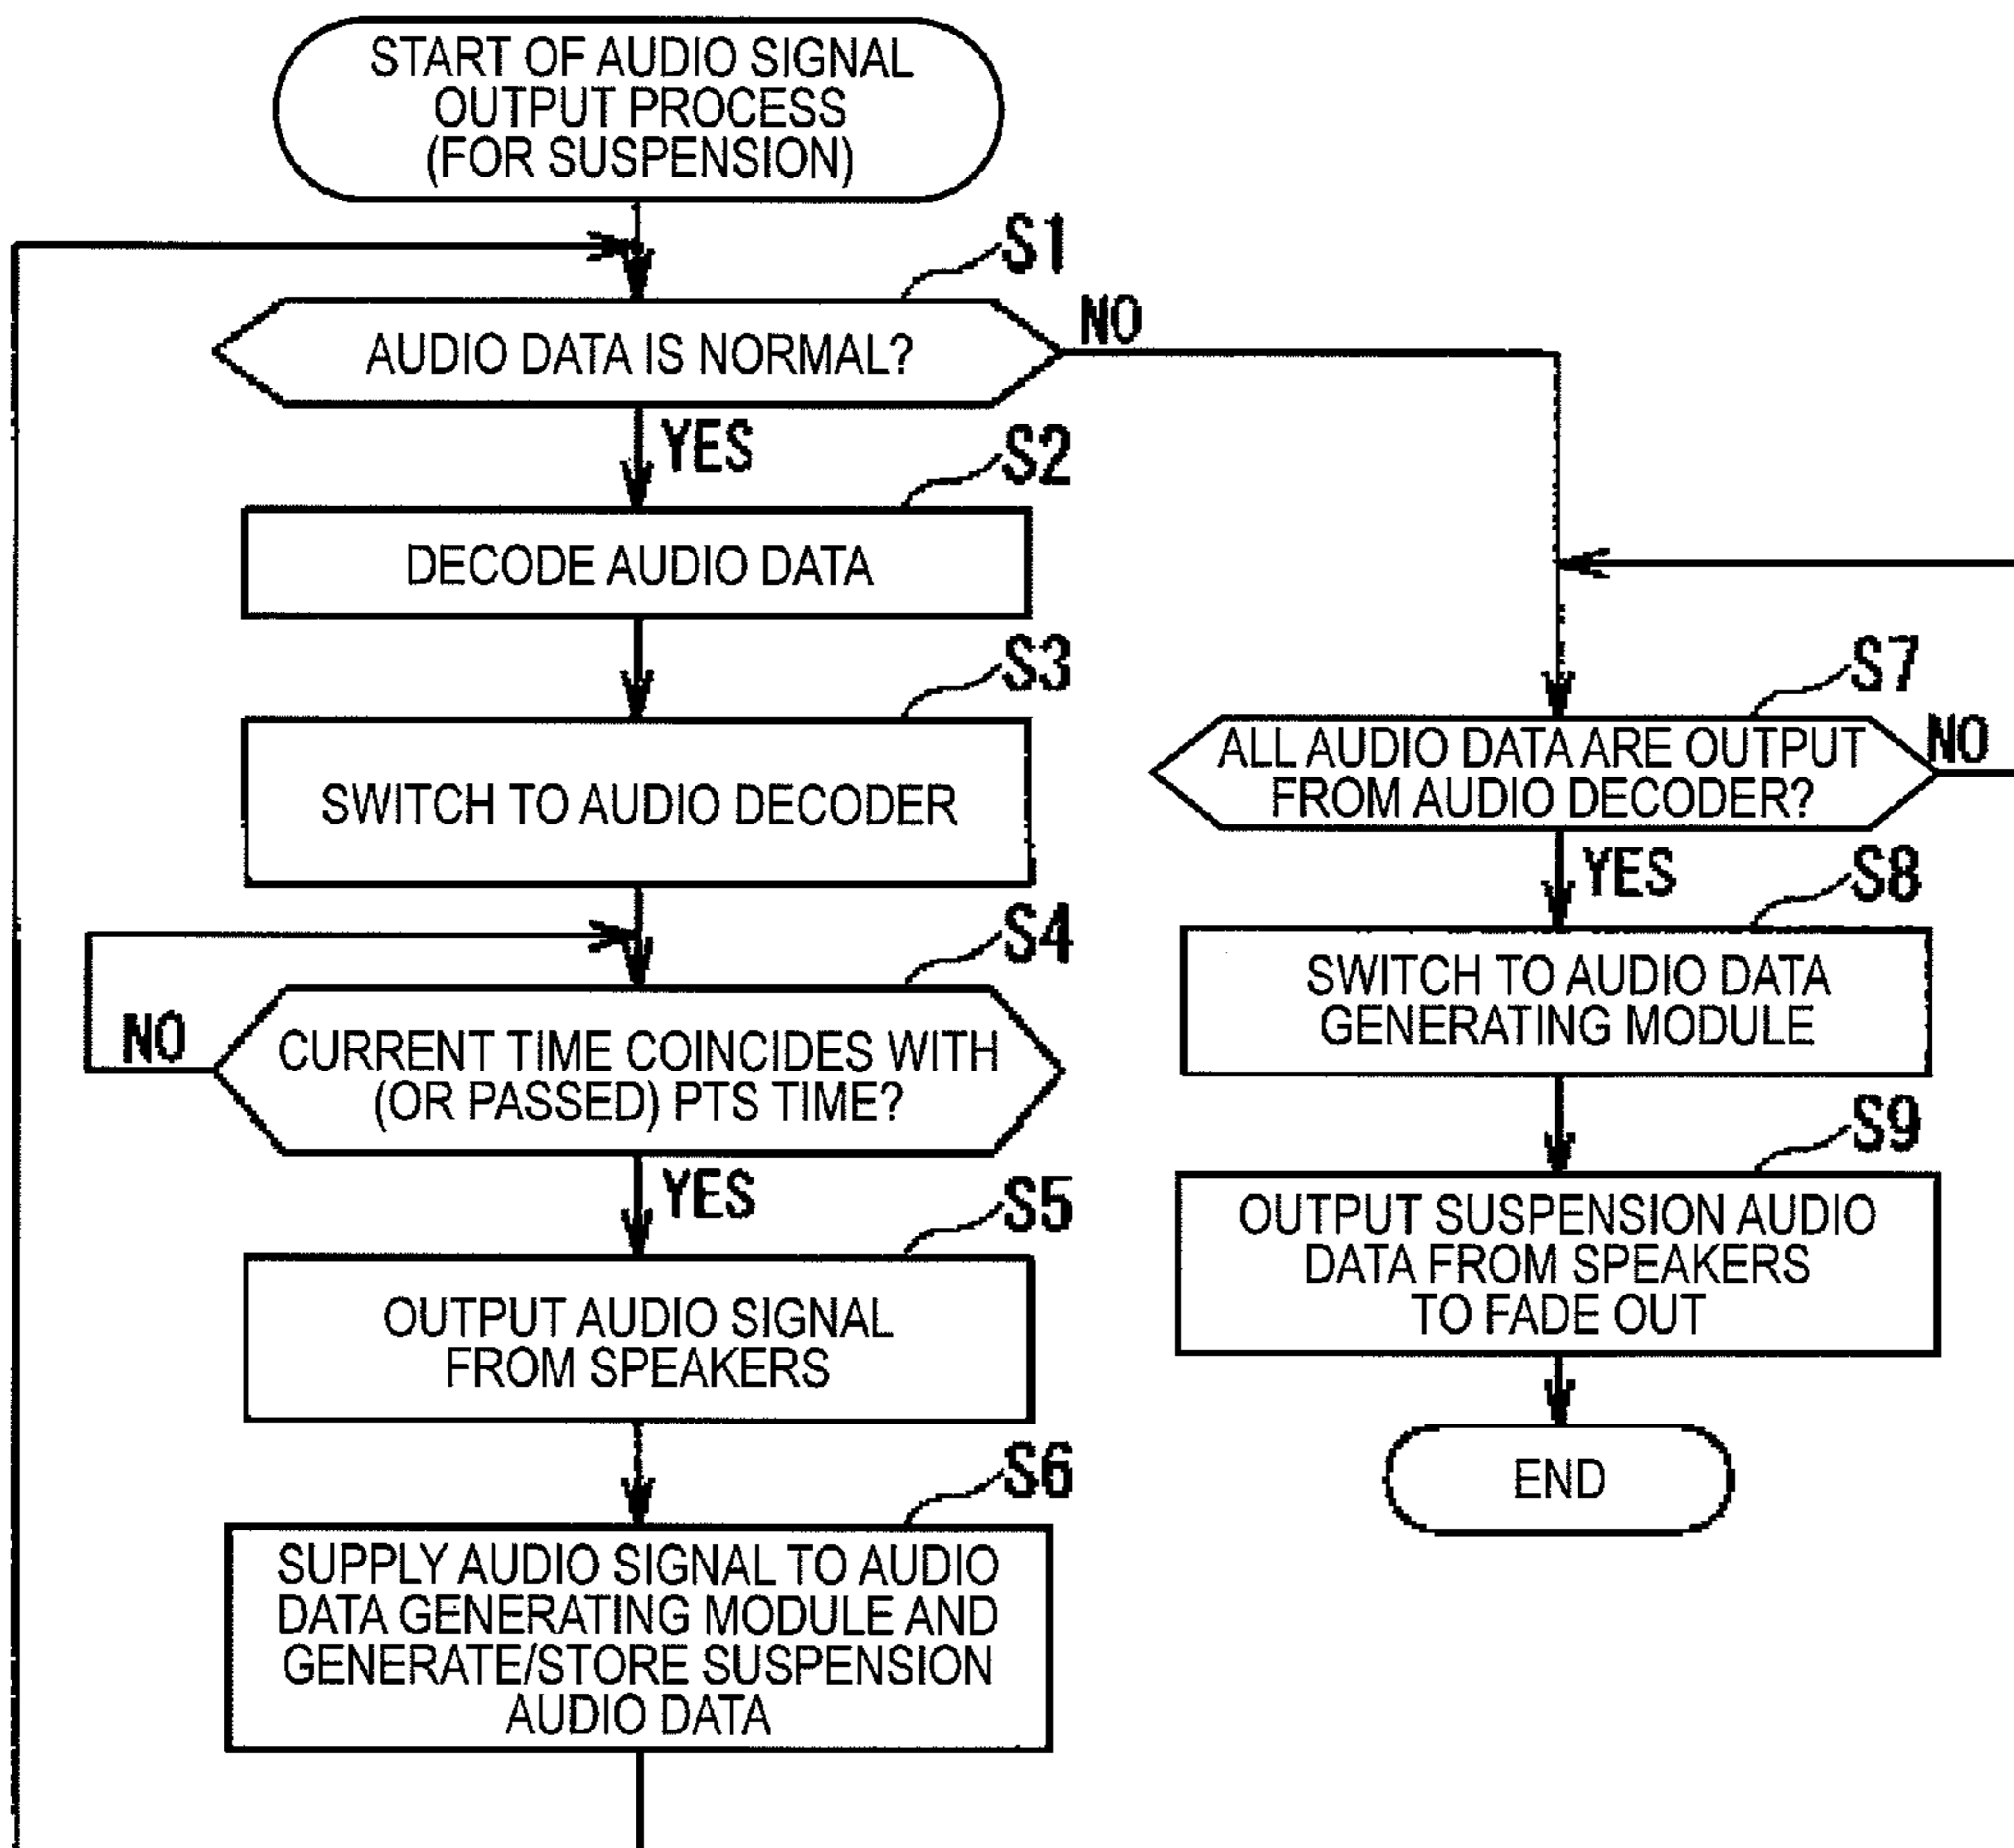 START OF AUDIO SIGNAL
OUTPUT PROCESS
(FOR SUSPENSION)
S1
AUDIO DATA IS NORMAL?
NO
YES
S2
DECODE AUDIO DATA
S3
SWITCH TO AUDIO DECODER
S4
NO
CURRENT TIME COINCIDES WITH
(OR PASSED) PTS TIME?
YES
S5
OUTPUT AUDIO SIGNAL
FROM SPEAKERS
S6
SUPPLY AUDIO SIGNAL TO AUDIO
DATA GENERATING MODULE AND
GENERATE/STORE SUSPENSION
AUDIO DATA
S7
ALL AUDIO DATA ARE OUTPUT
FROM AUDIO DECODER?
NO
YES
S8
SWITCH TO AUDIO DATA
GENERATING MODULE
S9
OUTPUT SUSPENSION AUDIO
DATA FROM SPEAKERS
TO FADE OUT
END